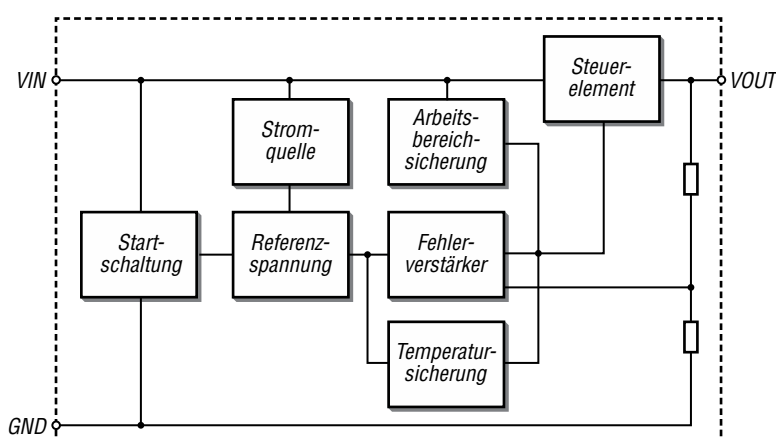 Steuer-
element
VIN
VOUT
Strom-
quelle
Arbeits-
bereich-
sicherung
Start-
schaltung
Referenz-
spannung
Fehler-
verstärker
Temperatur-
sicherung
GND